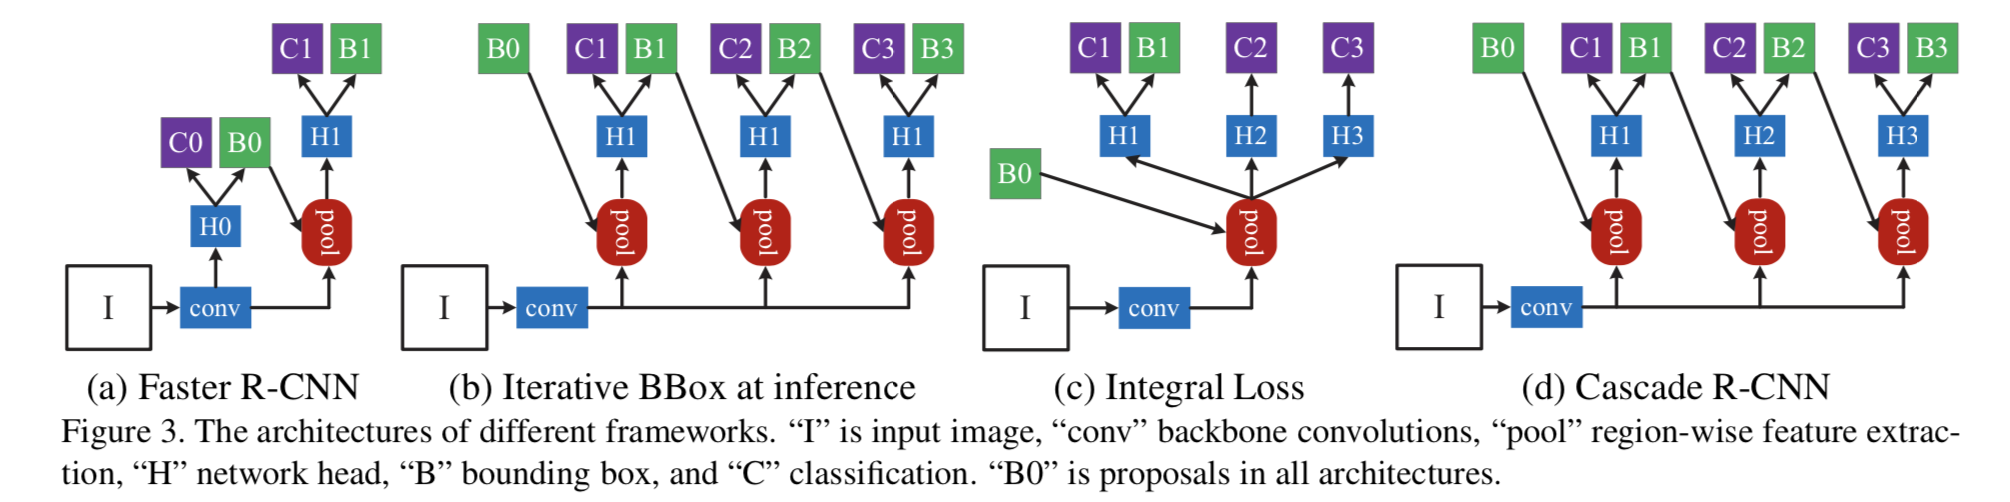 C1 B1
C0 B0 H1
H0 pool
I conv
(a) Faster R-CNN
B0 C1 B1 C2 B2 C3 B3
H1 H1 H1
pool pool pool
I conv
(b) Iterative BBox at inference
C1 B1 C2 C3
H1 H2 H3
B0 pool
I conv
(c) Integral Loss
B0 C1 B1 C2 B2 C3 B3
H1 H2 H3
pool pool pool
I conv
(d) Cascade R-CNN
Figure 3. The architectures of different frameworks. “I” is input image, “conv” backbone convolutions, “pool” region-wise feature extrac-
tion, “H” network head, “B” bounding box, and “C” classification. “B0” is proposals in all architectures.